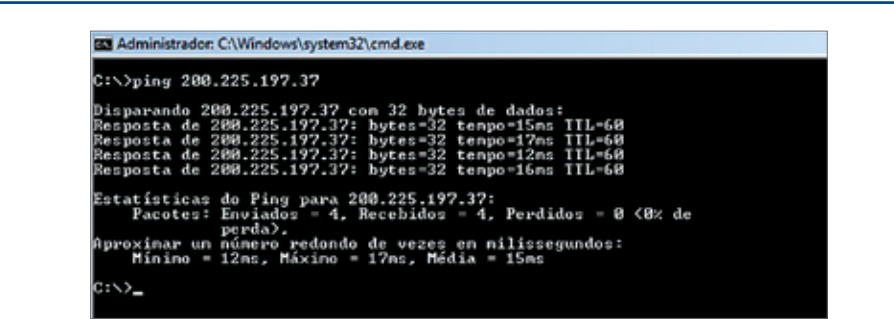 Administrador: C:\Windows\system32\cmd.exe
C:\>ping 200.225.197.37
Disparando 200.225.197.37 com 32 bytes de dados:
Resposta de 200.225.197.37: bytes=32 tempo=15ms TTL=60
Resposta de 200.225.197.37: bytes=32 tempo=17ms TTL=60
Resposta de 200.225.197.37: bytes=32 tempo=12ms TTL=60
Resposta de 200.225.197.37: bytes=32 tempo=16ms TTL=60
Estatísticas do Ping para 200.225.197.37:
Pacotes: Enviados = 4, Recebidos = 4, Perdidos = 0 (0% de
perda),
Aproximar um número redondo de vezes em milissegundos:
Mínimo = 12ms, Máximo = 17ms, Média = 15ms
C:\>_